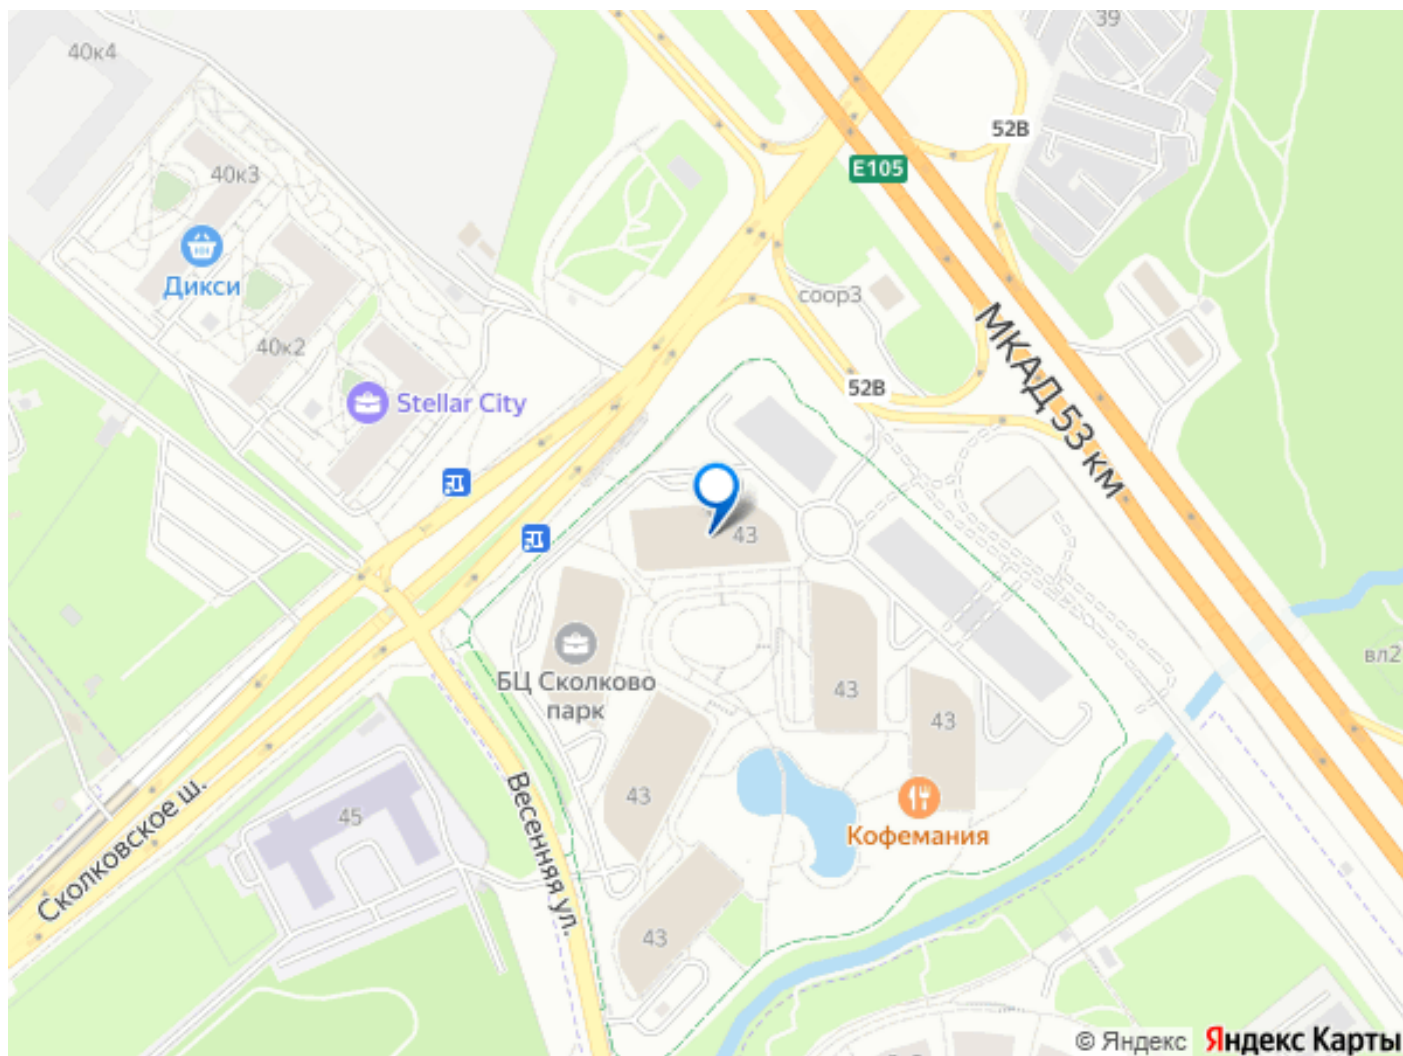 39
40к4
52В
E105
40к3
Дикси
соор3
МКАД 53 км
40к2
52В
Stellar City
43
вл2
БЦ Сколково
парк
43
43
43
45
Весенняя ул.
Кофемания
Сколковское ш.
43
© Яндекс
Яндекс Карты